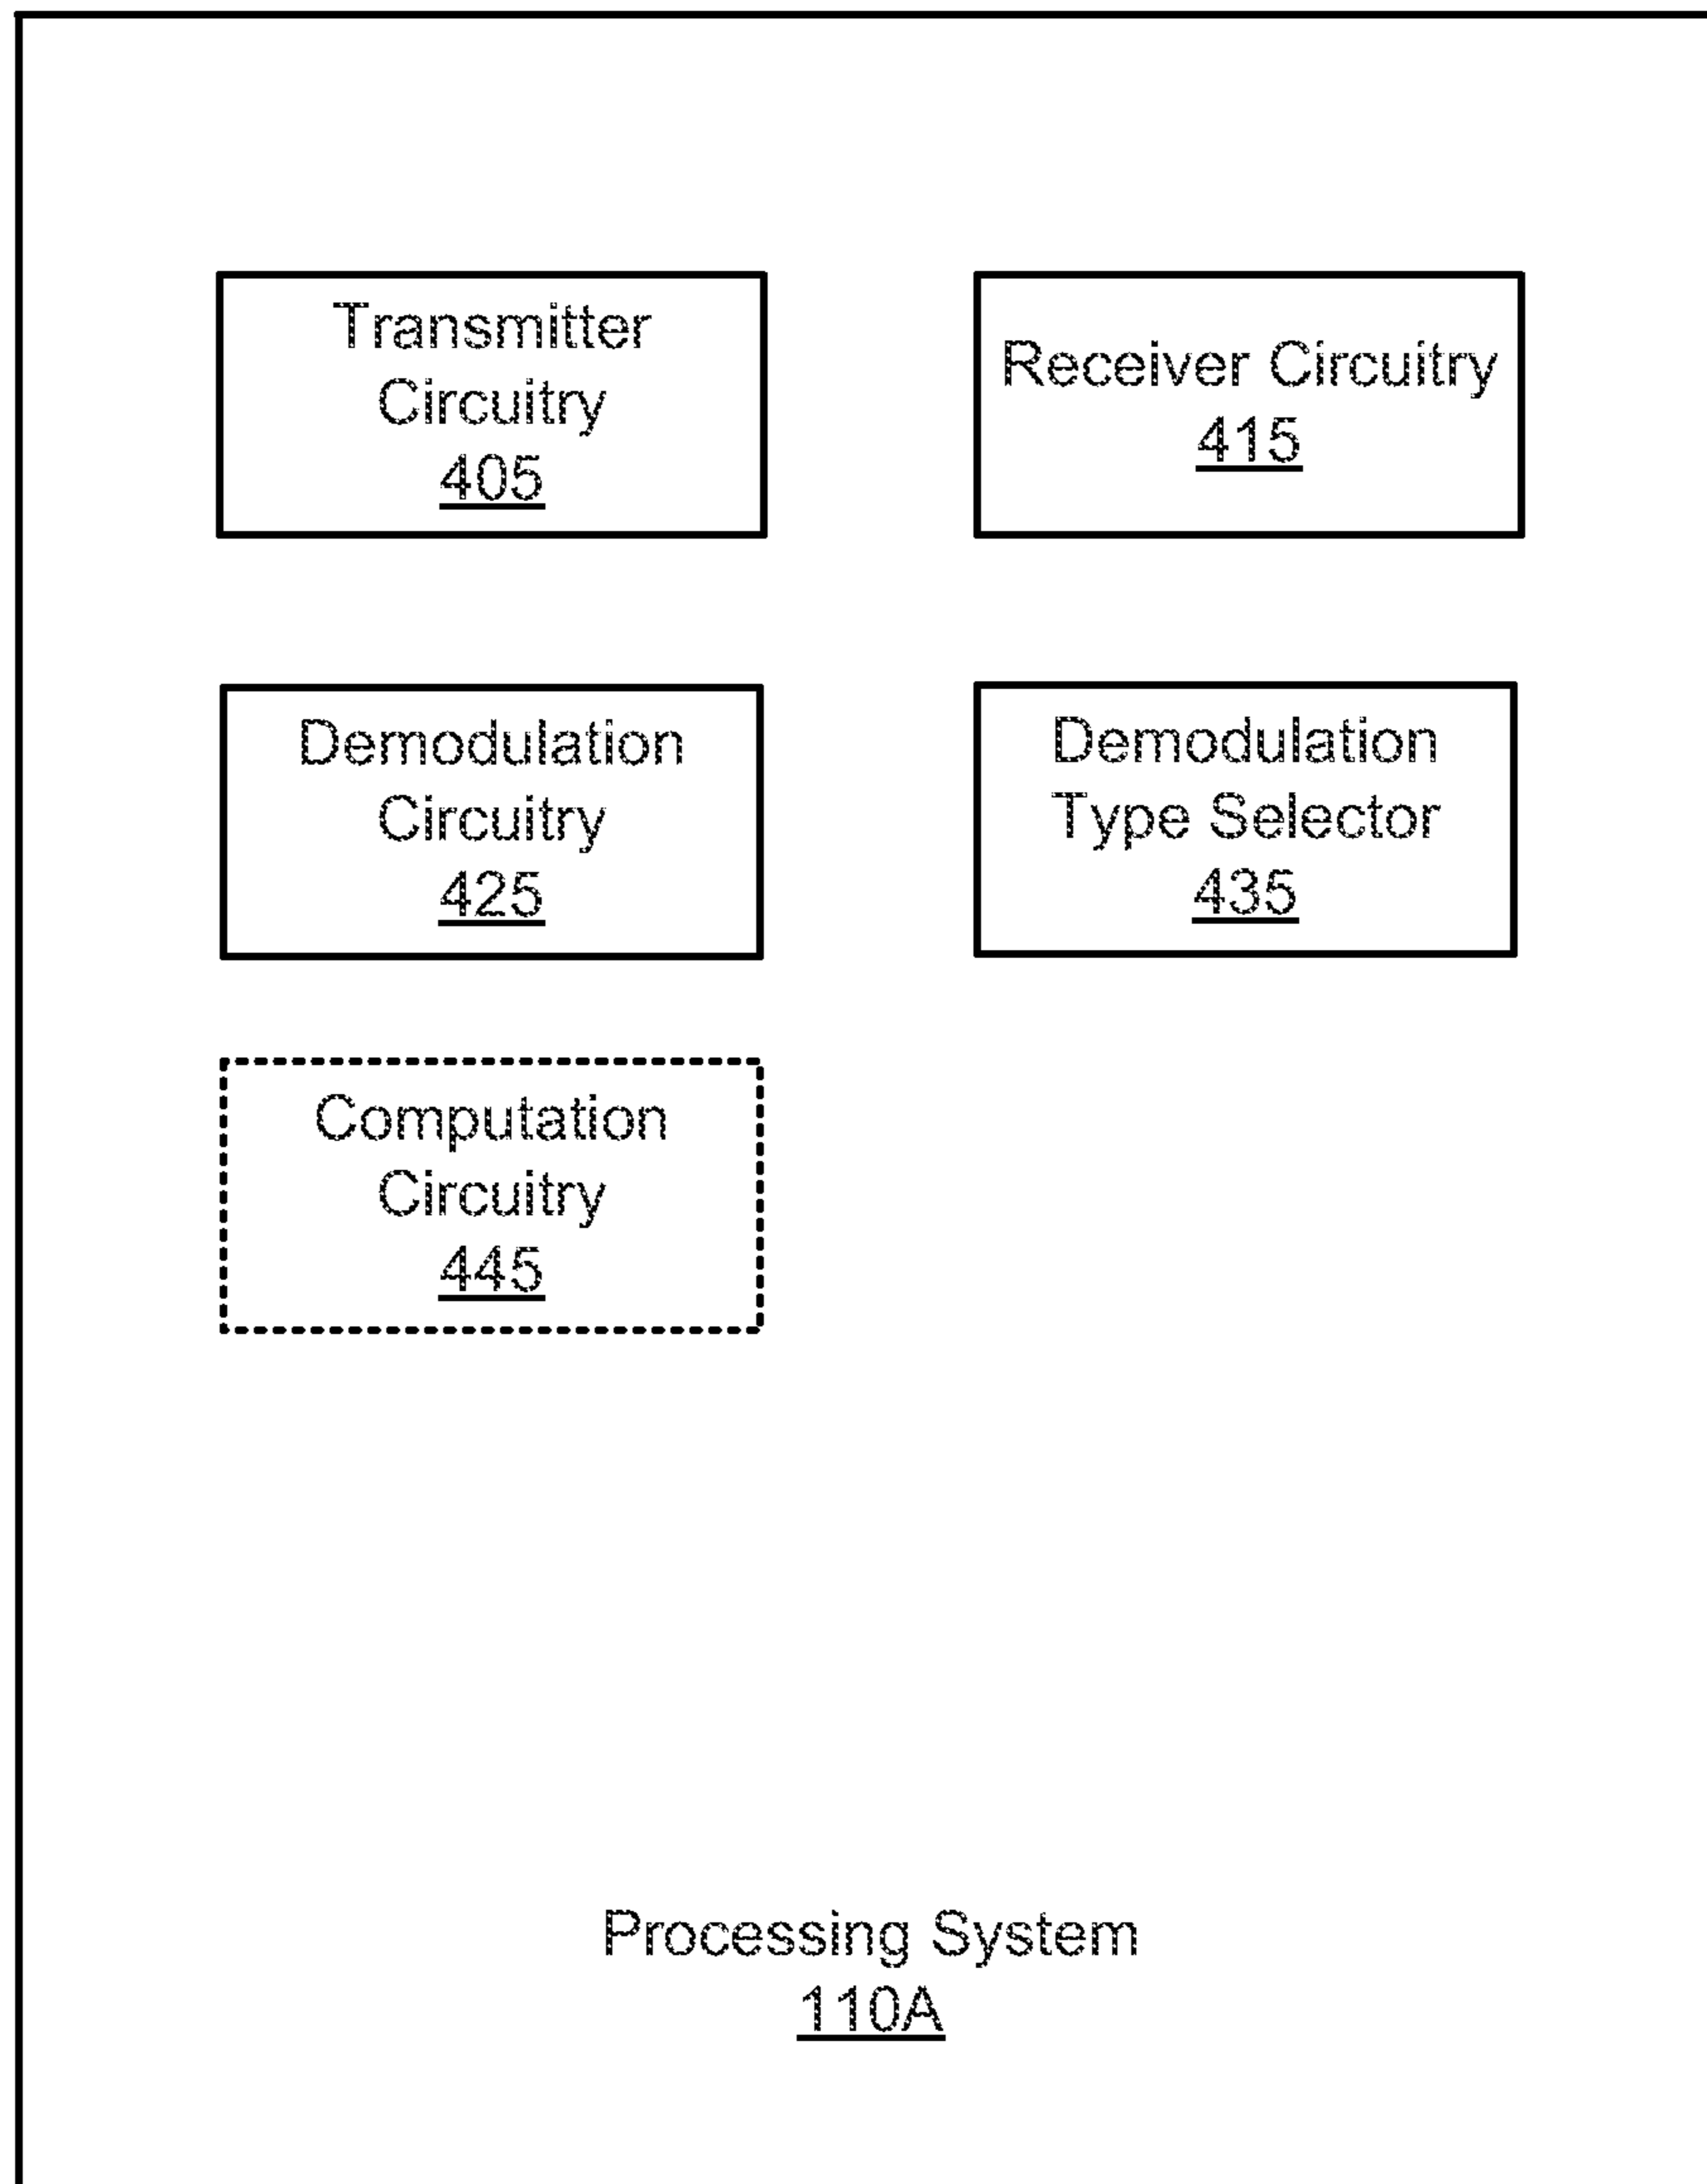 Transmitter
Circuitry
405
Receiver Circuitry
415
Demodulation
Circuitry
425
Demodulation
Type Selector
435
Computation
Circuitry
445
Processing System
110A